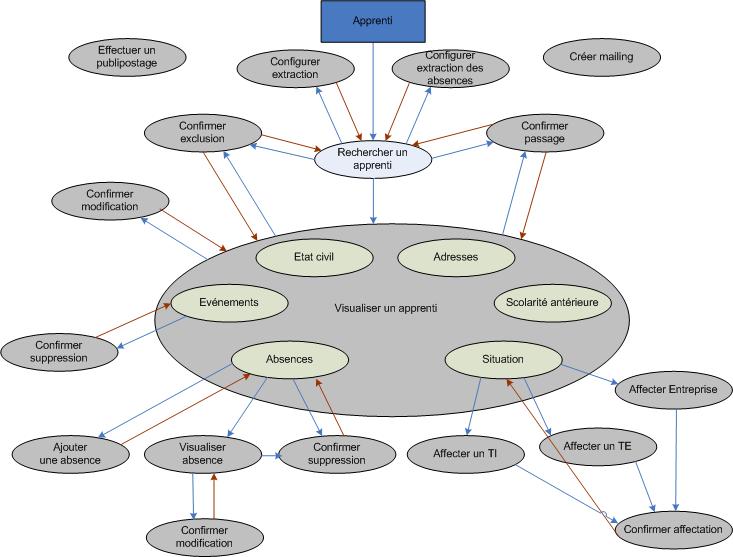 Apprenti
Effectuer un
publipostage
Configurer
extraction
Configurer
extraction des
absences
Créer mailing
Confirmer
exclusion
Rechercher un
apprenti
Confirmer
passage
Confirmer
modification
Etat civil
Adresses
Evénements
Visualiser un apprenti
Scolarité antérieure
Confirmer
suppression
Absences
Situation
Affecter Entreprise
Ajouter
une absence
Visualiser
absence
Confirmer
suppression
Affecter un TI
Affecter un TE
Confirmer
modification
Confirmer affectation